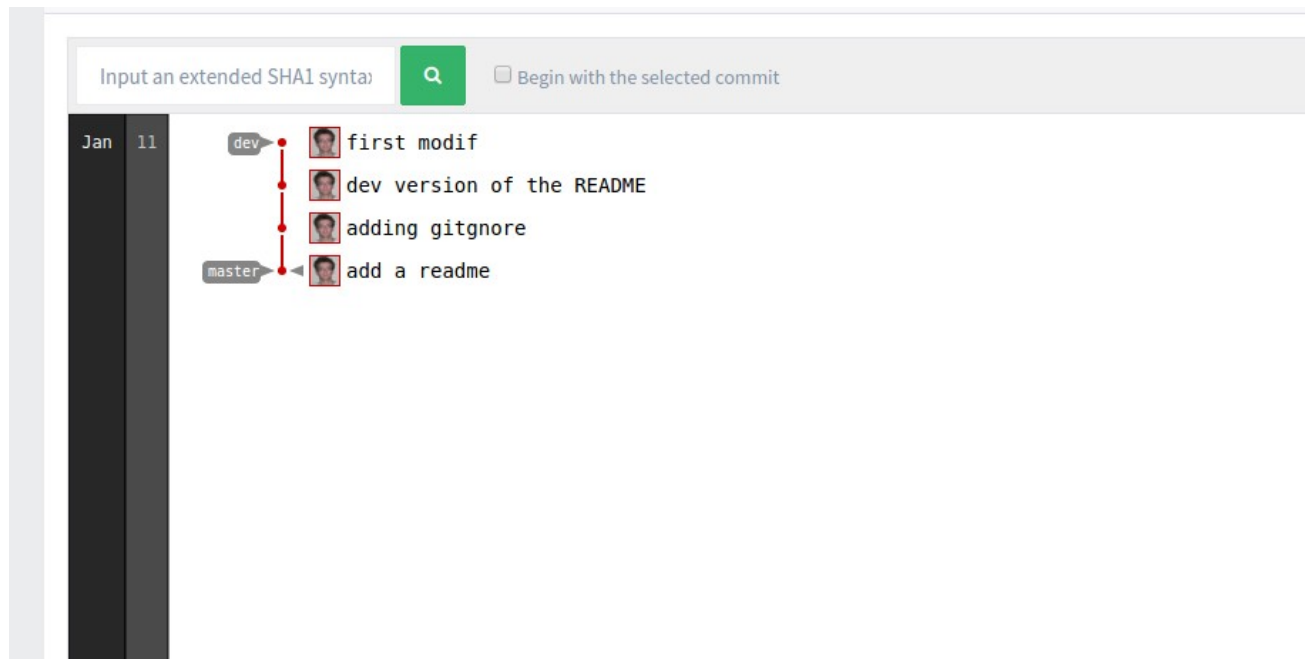 Input an extended SHA1 syntax
Begin with the selected commit
Jan 11 dev first modif
dev version of the README
adding gitgnore
master add a readme